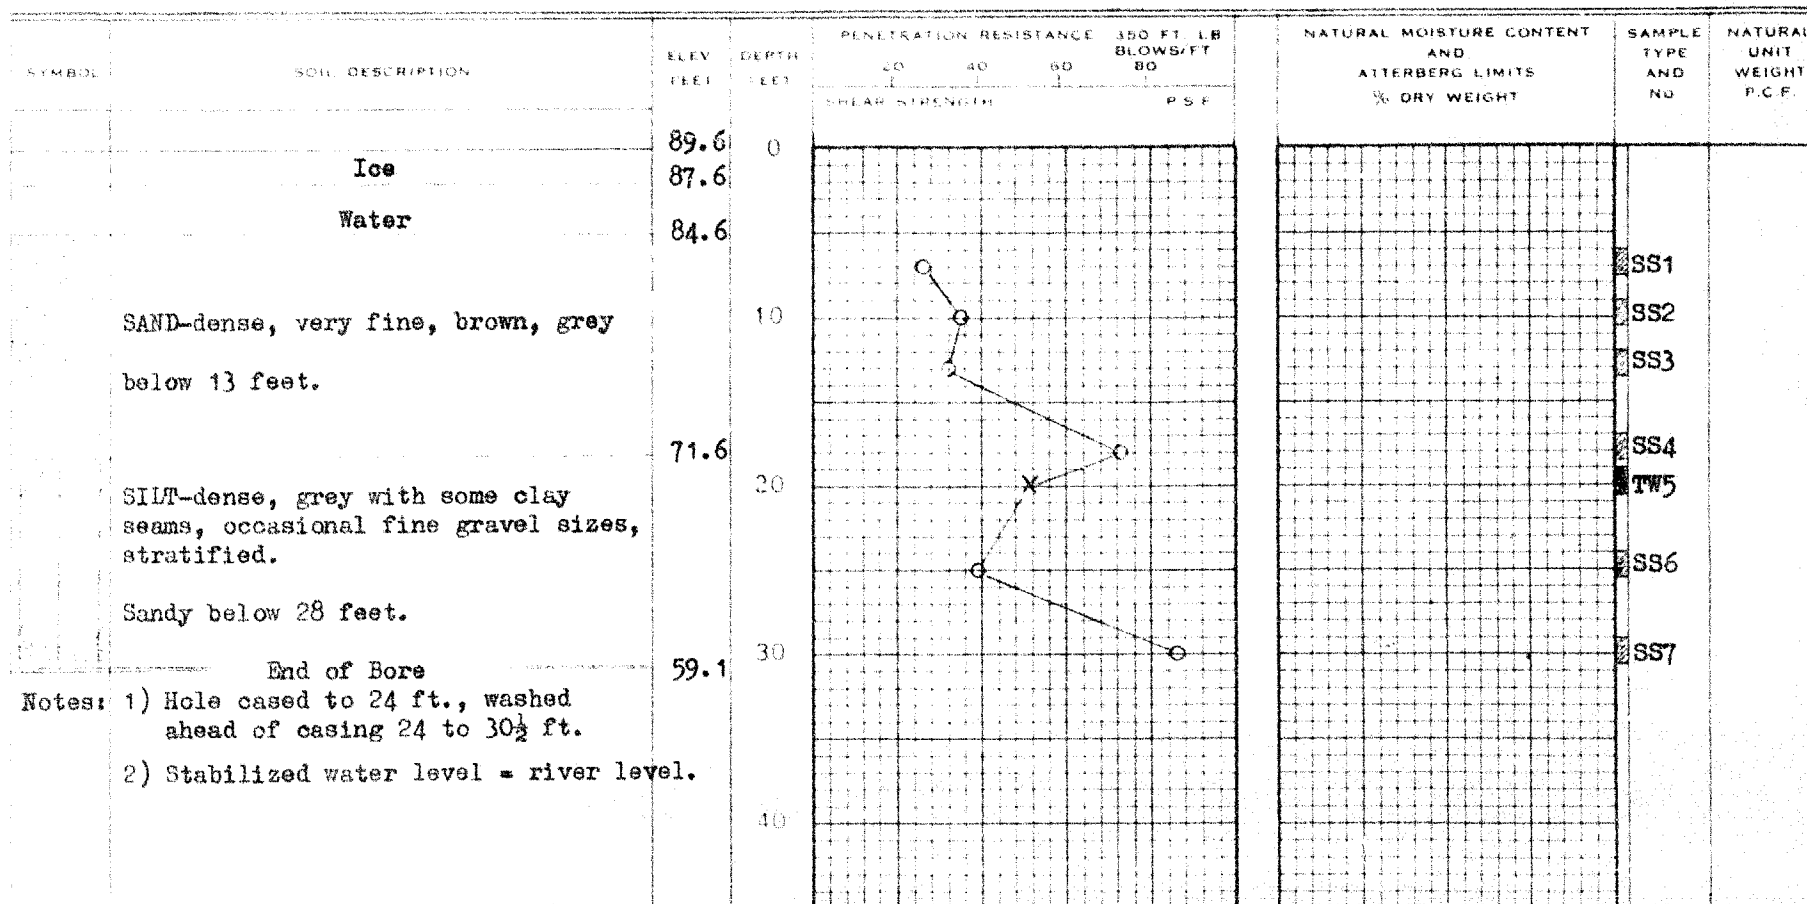 SYMBOL
SOIL DESCRIPTION
ELEV
FEET
DEPTH
FEET
PENETRATION RESISTANCE 350 FT. LB
BLOWS/FT
20 40 60 80
SHEAR STRENGTH P S F
NATURAL MOISTURE CONTENT
AND
ATTERBERG LIMITS
% DRY WEIGHT
SAMPLE
TYPE
AND
NO
NATURAL
UNIT
WEIGHT
P.C.F.
89.6
0
Ice
87.6
Water
84.6
SS1
SAND-dense, very fine, brown, grey
10
SS2
below 13 feet.
SS3
71.6
SS4
SILT-dense, grey with some clay
20
TW5
seams, occasional fine gravel sizes,
stratified.
SS6
Sandy below 28 feet.
30
SS7
End of Bore
59.1
Notes: 1) Hole cased to 24 ft., washed
ahead of casing 24 to 30½ ft.
2) Stabilized water level = river level.
40